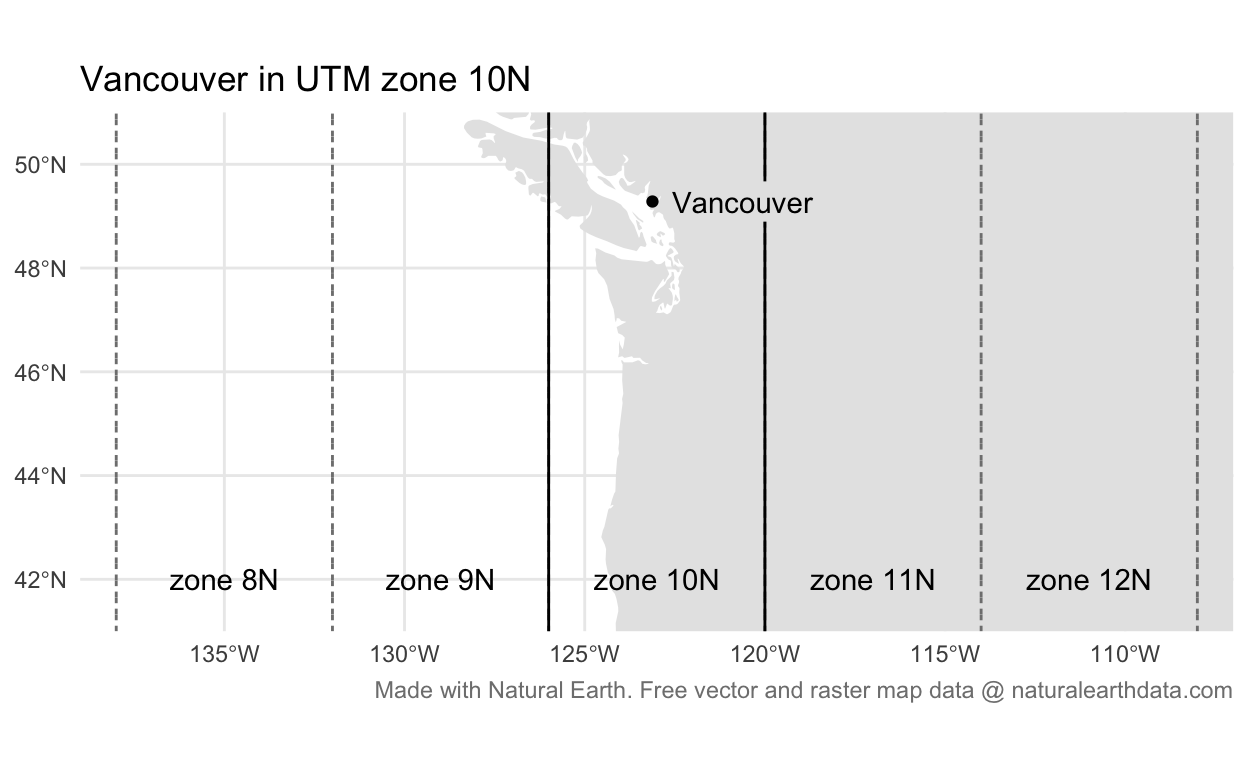 Vancouver in UTM zone 10N
50°N
Vancouver
48°N
46°N
44°N
42°N
zone 8N
zone 9N
zone 10N
zone 11N
zone 12N
135°W
130°W
125°W
120°W
115°W
110°W
Made with Natural Earth. Free vector and raster map data @ naturalearthdata.com